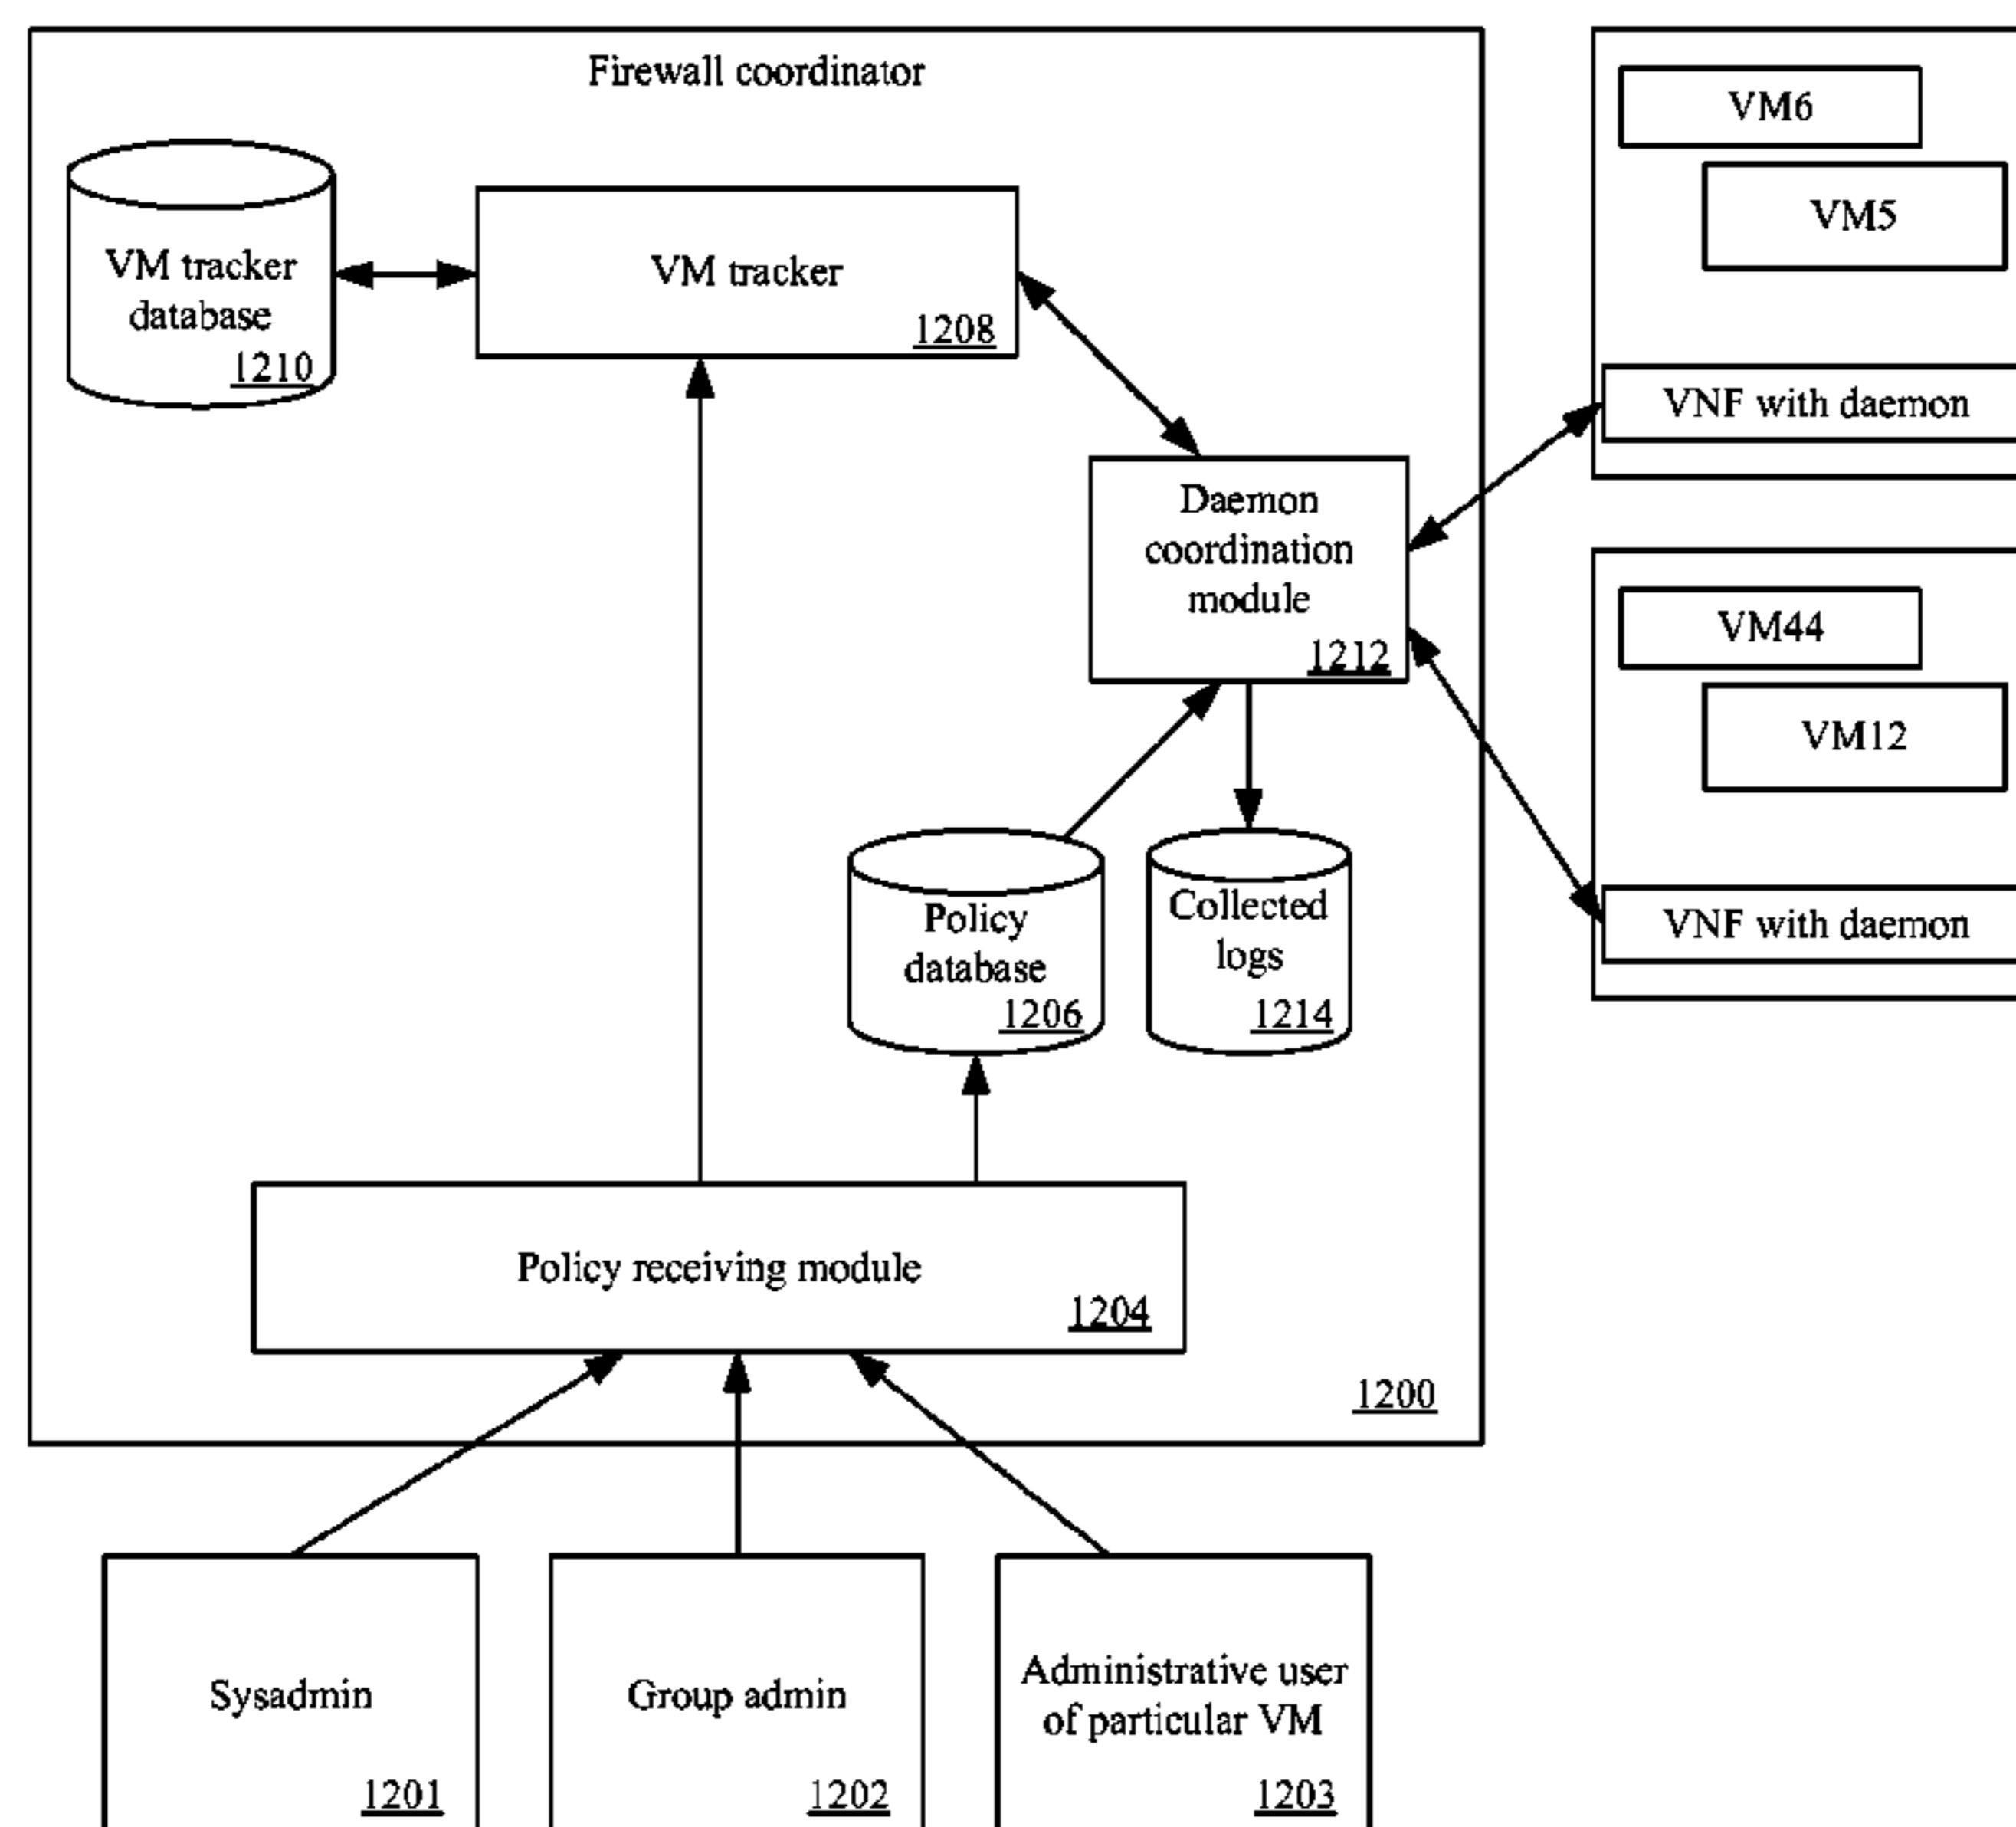 Firewall coordinator
VM tracker
database
1210
VM tracker
1208
Daemon
coordination
module
1212
Policy
database
1206
Collected
logs
1214
Policy receiving module
1204
1200
Sysadmin
1201
Group admin
1202
Administrative user
of particular VM
1203
VM6
VM5
VNF with daemon
VM44
VM12
VNF with daemon